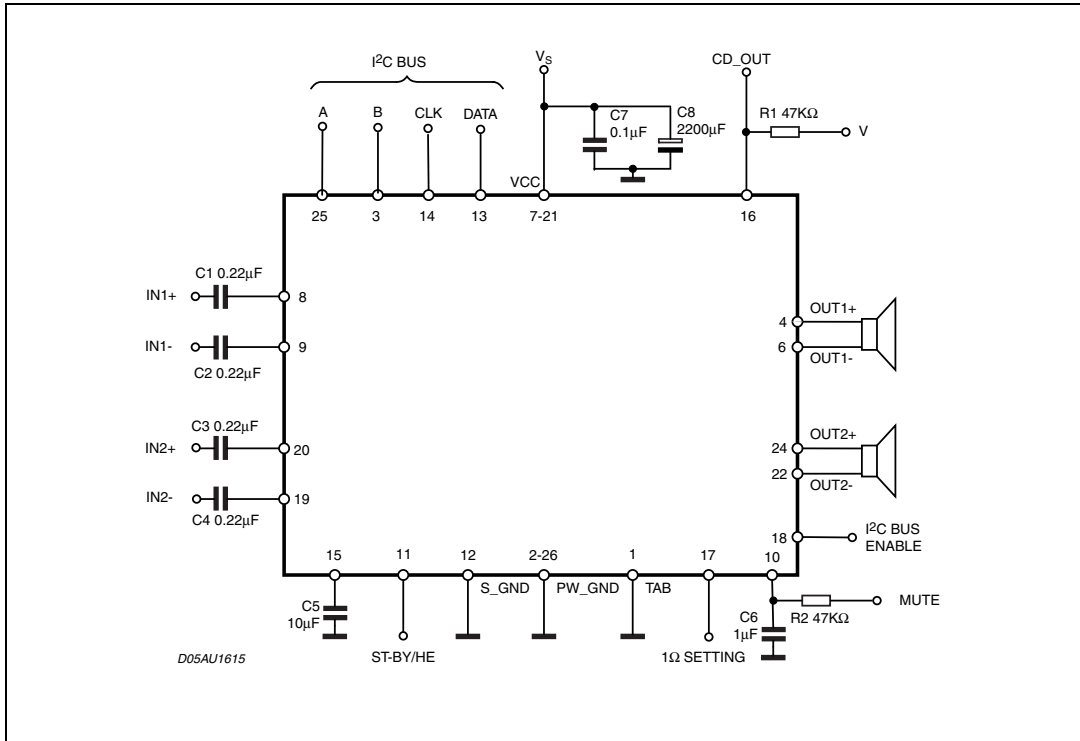 I²C BUS
A
B
CLK
DATA
V_S
C7
0.1µF
C8
2200µF
CD_OUT
R1 47KΩ
V
VCC
25
3
14
13
7-21
16
C1 0.22µF
IN1+
8
IN1-
9
C2 0.22µF
C3 0.22µF
IN2+
20
IN2-
19
C4 0.22µF
4
OUT1+
6
OUT1-
24
OUT2+
22
OUT2-
18
I²C BUS
ENABLE
15
11
12
2-26
1
17
10
S_GND
PW_GND
TAB
C5
10µF
C6
1µF
R2 47KΩ
MUTE
ST-BY/HE
1Ω SETTING
D05AU1615